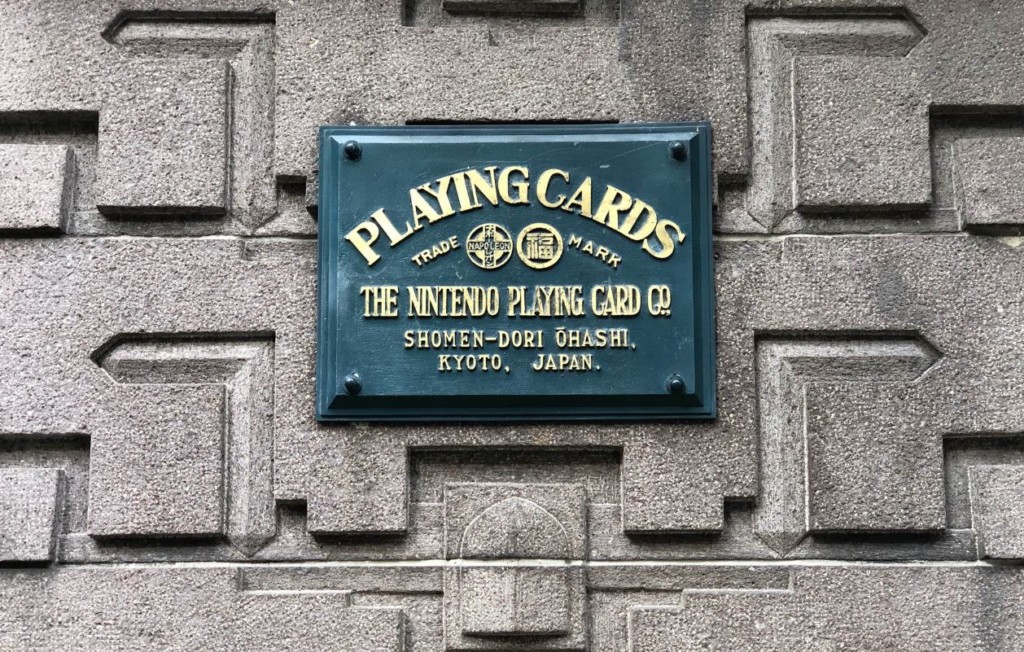 PLAYING CARDS
TRADE NAPOLEON 福 MARK
THE NINTENDO PLAYING CARD Co.
SHOMEN-DORI ŌHASHI,
KYOTO, JAPAN.